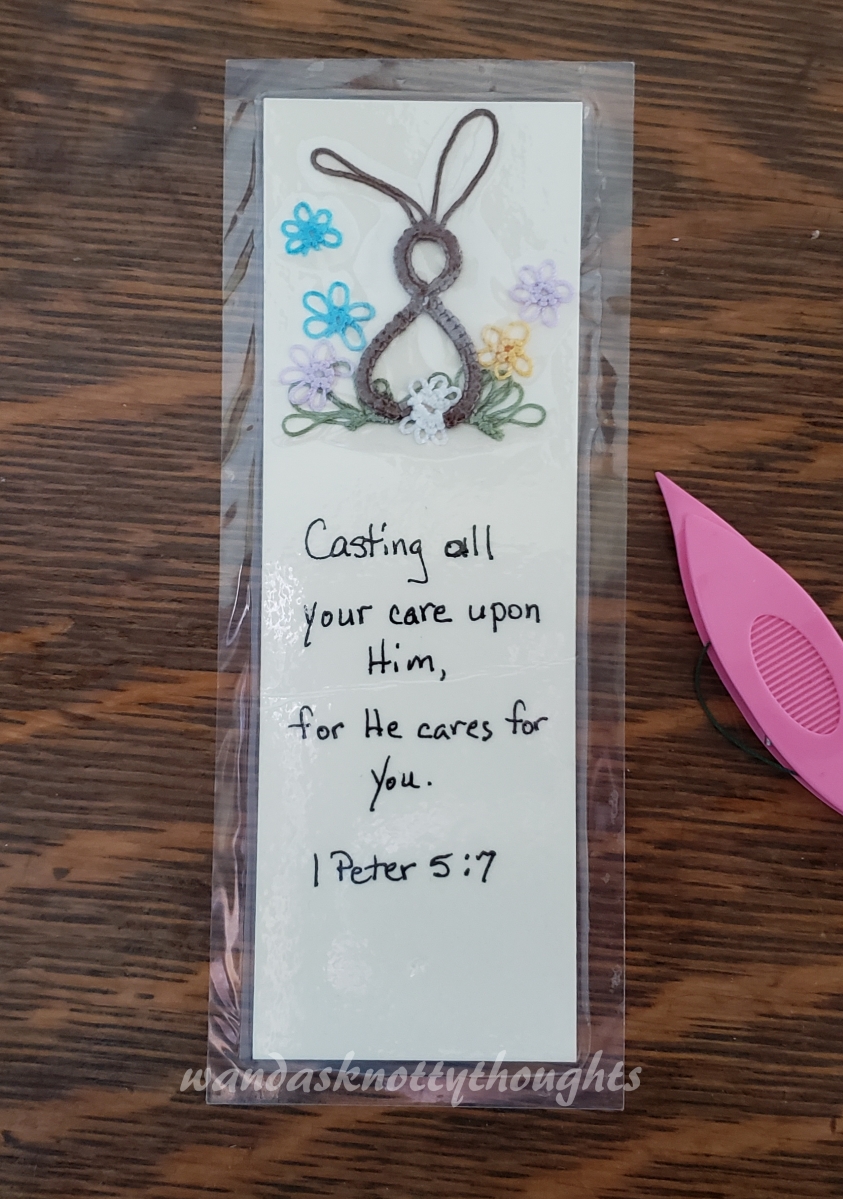 Casting all
your care upon
Him,
for He cares for
you.
1 Peter 5:7
wandasknottythoughts